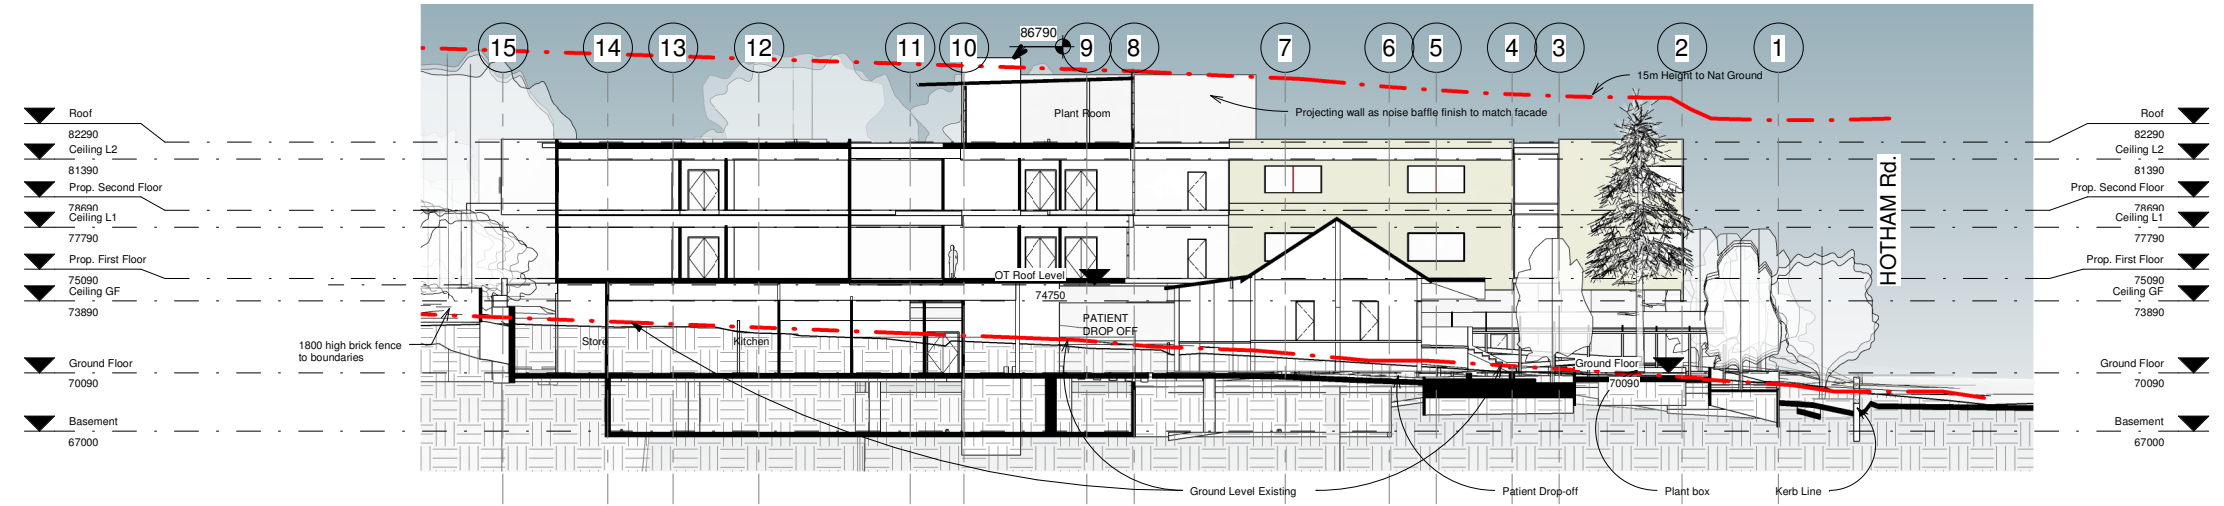 15 14 13 12 11 10 9 8 7 6 5 4 3 2 1
86790
15m Height to Nat Ground
Projecting wall as noise baffle finish to match facade
Plant Room
Roof
82290
Ceiling L2
81390
Prop. Second Floor
78690
Ceiling L1
77790
Prop. First Floor
75090
Ceiling GF
73890
1800 high brick fence
to boundaries
Ground Floor
70090
Basement
67000
OT Roof Level
74750
PATIENT
DROP OFF
Store
Kitchen
Ground Floor
70090
Ground Level Existing
Patient Drop-off
Plant box
Kerb Line
HOTHAM Rd.
Roof
82290
Ceiling L2
81390
Prop. Second Floor
78690
Ceiling L1
77790
Prop. First Floor
75090
Ceiling GF
73890
Ground Floor
70090
Basement
67000